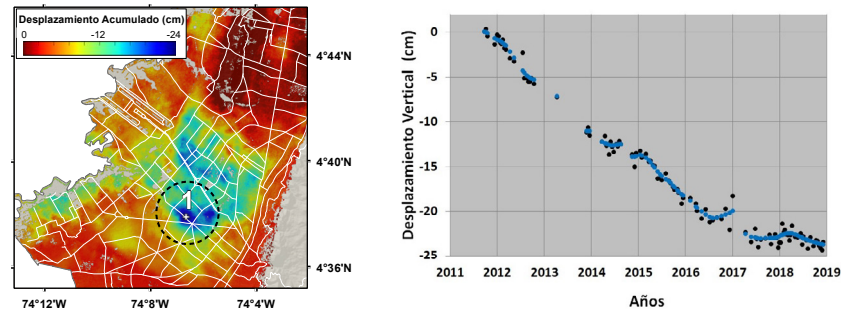 Desplazamiento Acumulado (cm)
0 -12 -24
4°44'N
4°40'N
4°36'N
1
74°12'W 74°8'W 74°4'W
Desplazamiento Vertical (cm)
0
-5
-10
-15
-20
-25
2011 2012 2013 2014 2015 2016 2017 2018 2019
Años